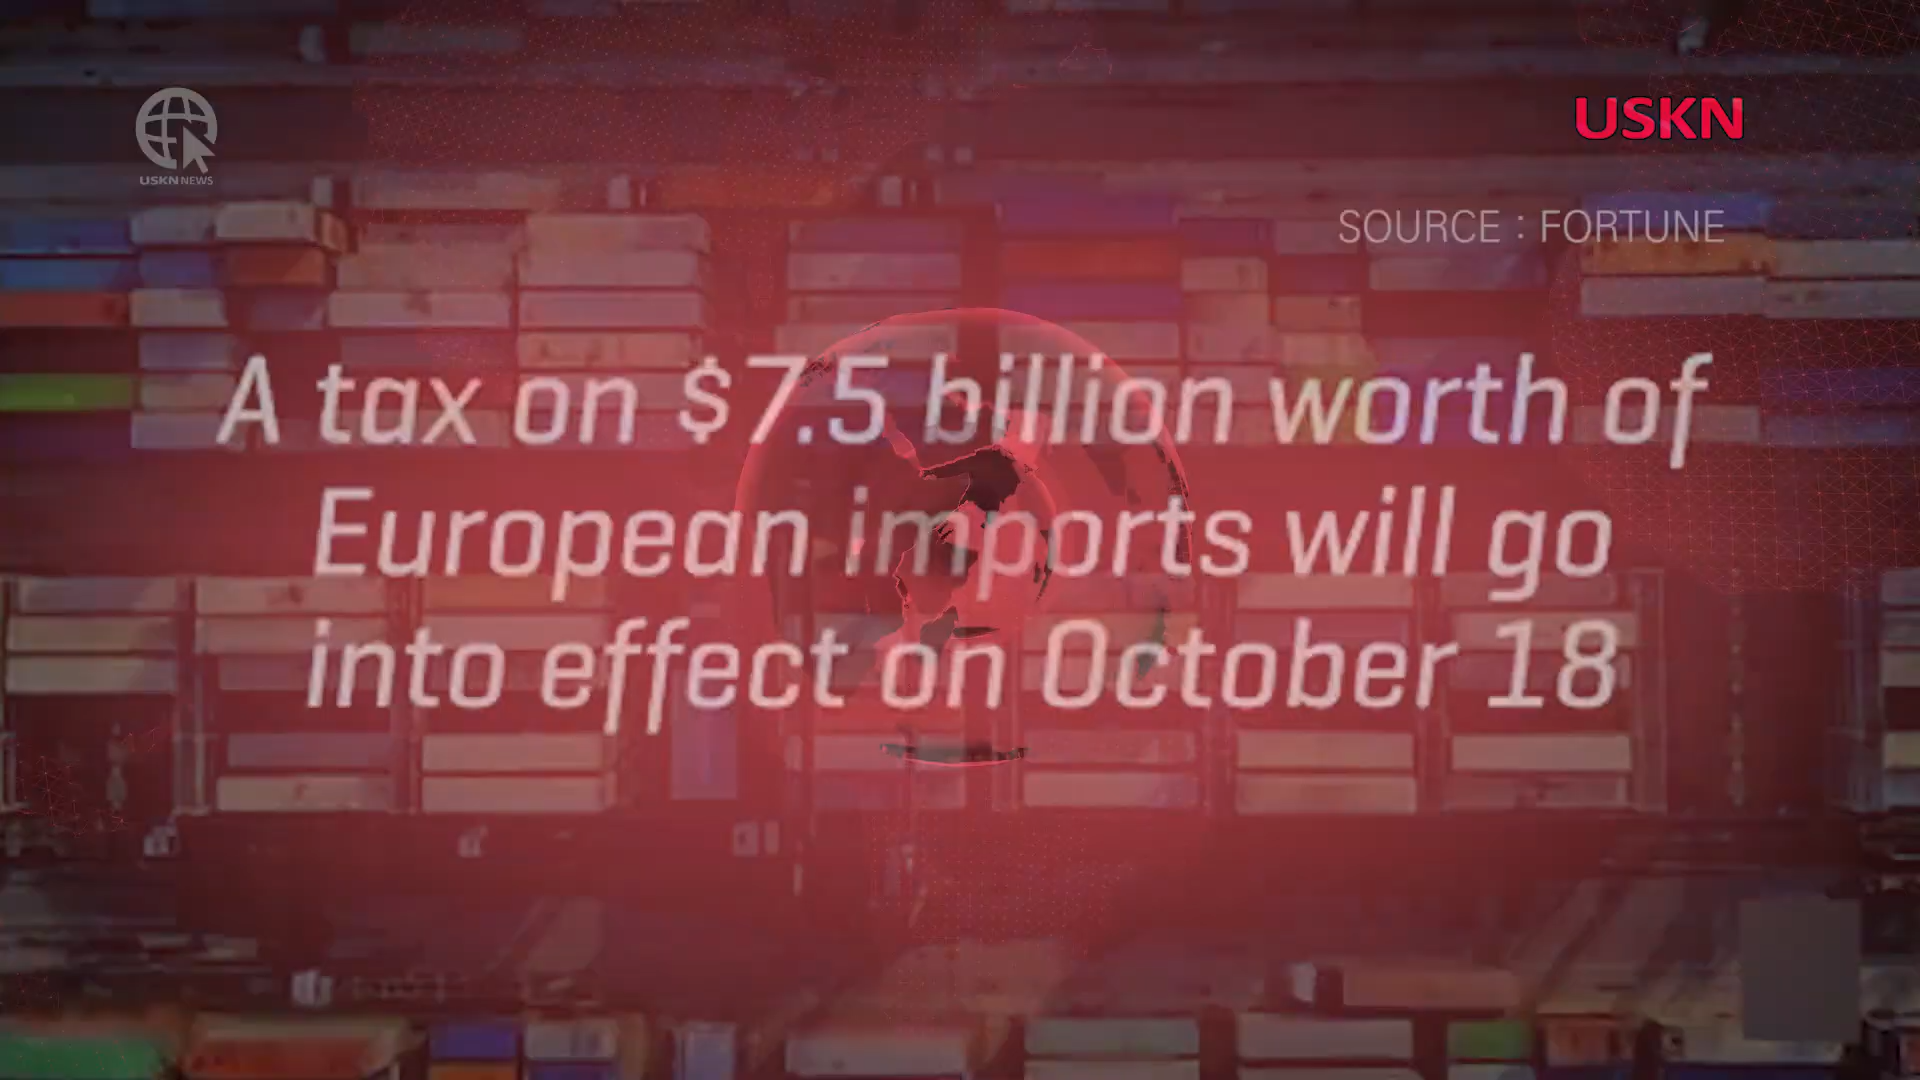 USKN
USKN NEWS
SOURCE : FORTUNE
A tax on $7.5 billion worth of
European imports will go
into effect on October 18